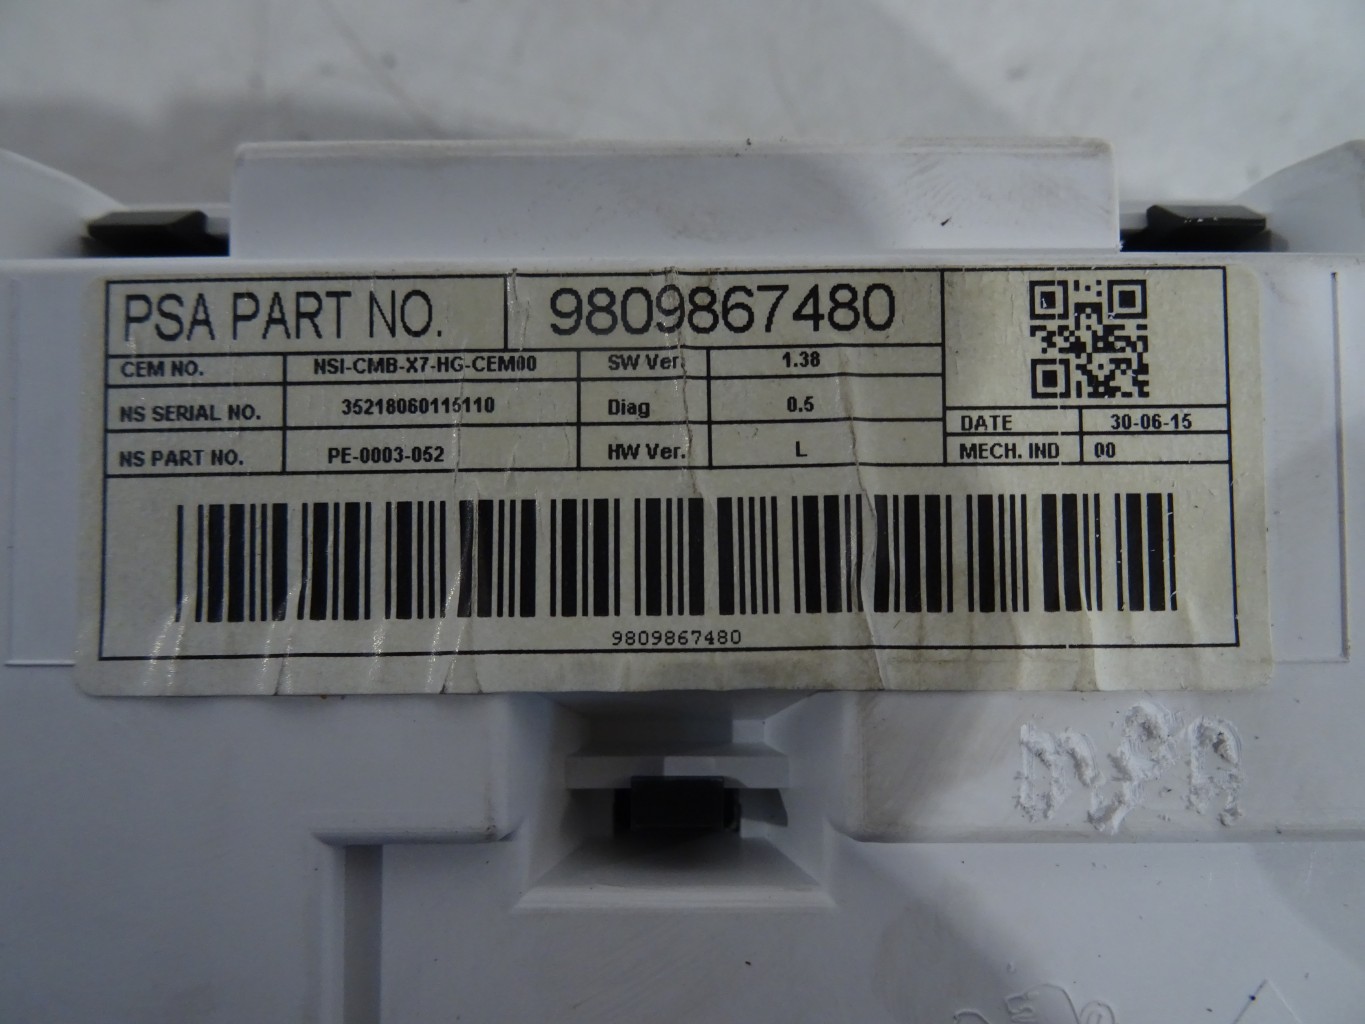 PSA PART NO. 9809867480
CEM NO. NSI-CMB-X7-HG-CEM00 SW Ver. 1.38
NS SERIAL NO. 35218060115110 Diag 0.5
DATE 30-06-15
NS PART NO. PE-0003-052 HW Ver. L
MECH. IND 00
9809867480